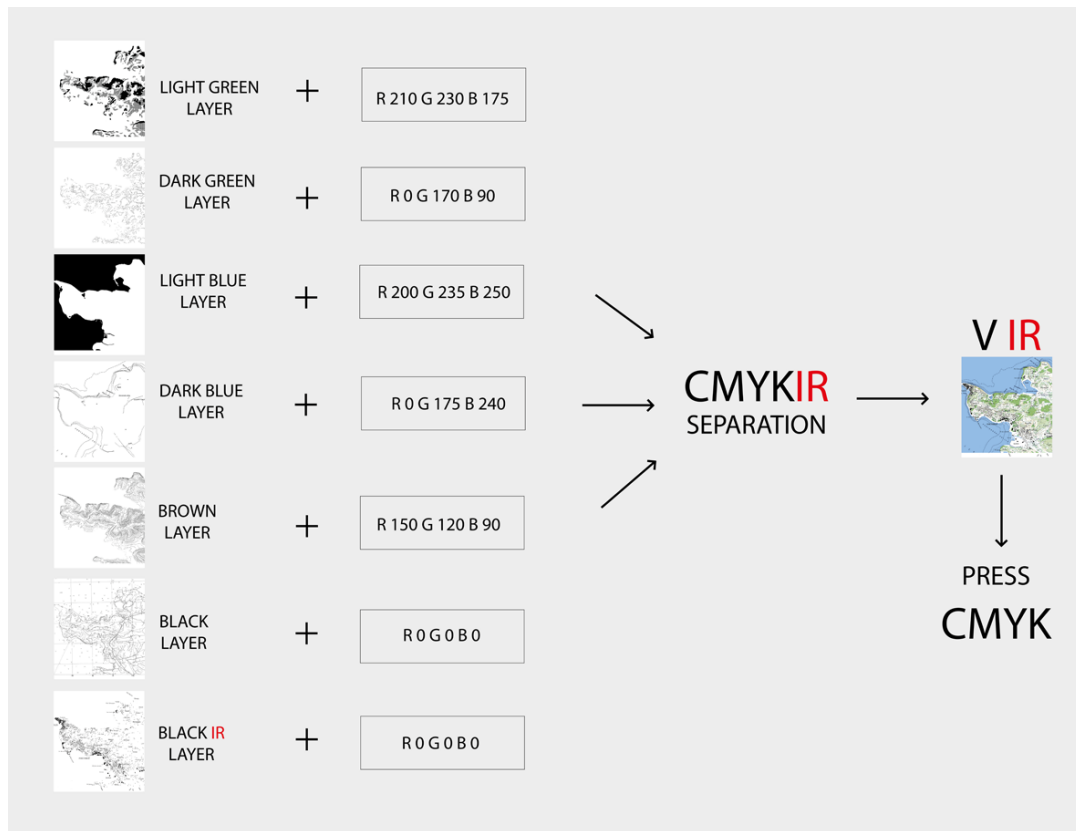 LIGHT GREEN
LAYER
+
R 210 G 230 B 175
DARK GREEN
LAYER
+
R 0 G 170 B 90
LIGHT BLUE
LAYER
+
R 200 G 235 B 250
DARK BLUE
LAYER
+
R 0 G 175 B 240
BROWN
LAYER
+
R 150 G 120 B 90
BLACK
LAYER
+
R 0 G 0 B 0
BLACK IR
LAYER
+
R 0 G 0 B 0
CMYKIR
SEPARATION
V IR
PRESS
CMYK